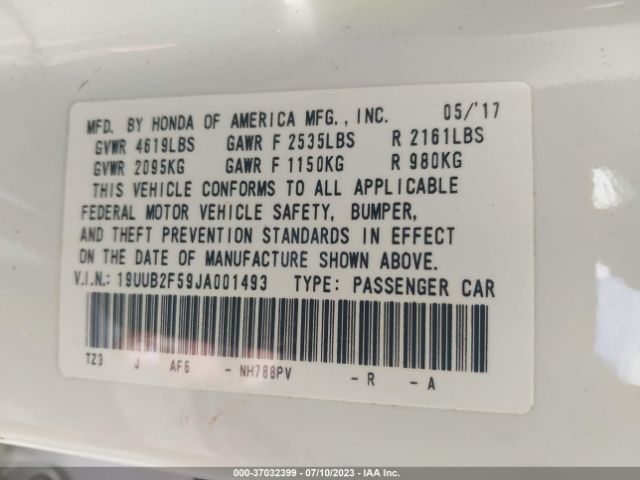 MFD. BY HONDA OF AMERICA MFG., INC. 05/'17
GVWR 4619LBS GAWR F 2535LBS R 2161LBS
GVWR 2095KG GAWR F 1150KG R 980KG
THIS VEHICLE CONFORMS TO ALL APPLICABLE
FEDERAL MOTOR VEHICLE SAFETY, BUMPER,
AND THEFT PREVENTION STANDARDS IN EFFECT
ON THE DATE OF MANUFACTURE SHOWN ABOVE.
V.I.N.: 19UUB2F59JA001493 TYPE: PASSENGER CAR
TZ3 J AF6 - NH788PV - R - A
000-37032399 / 07/10/2023 - IAA Inc.